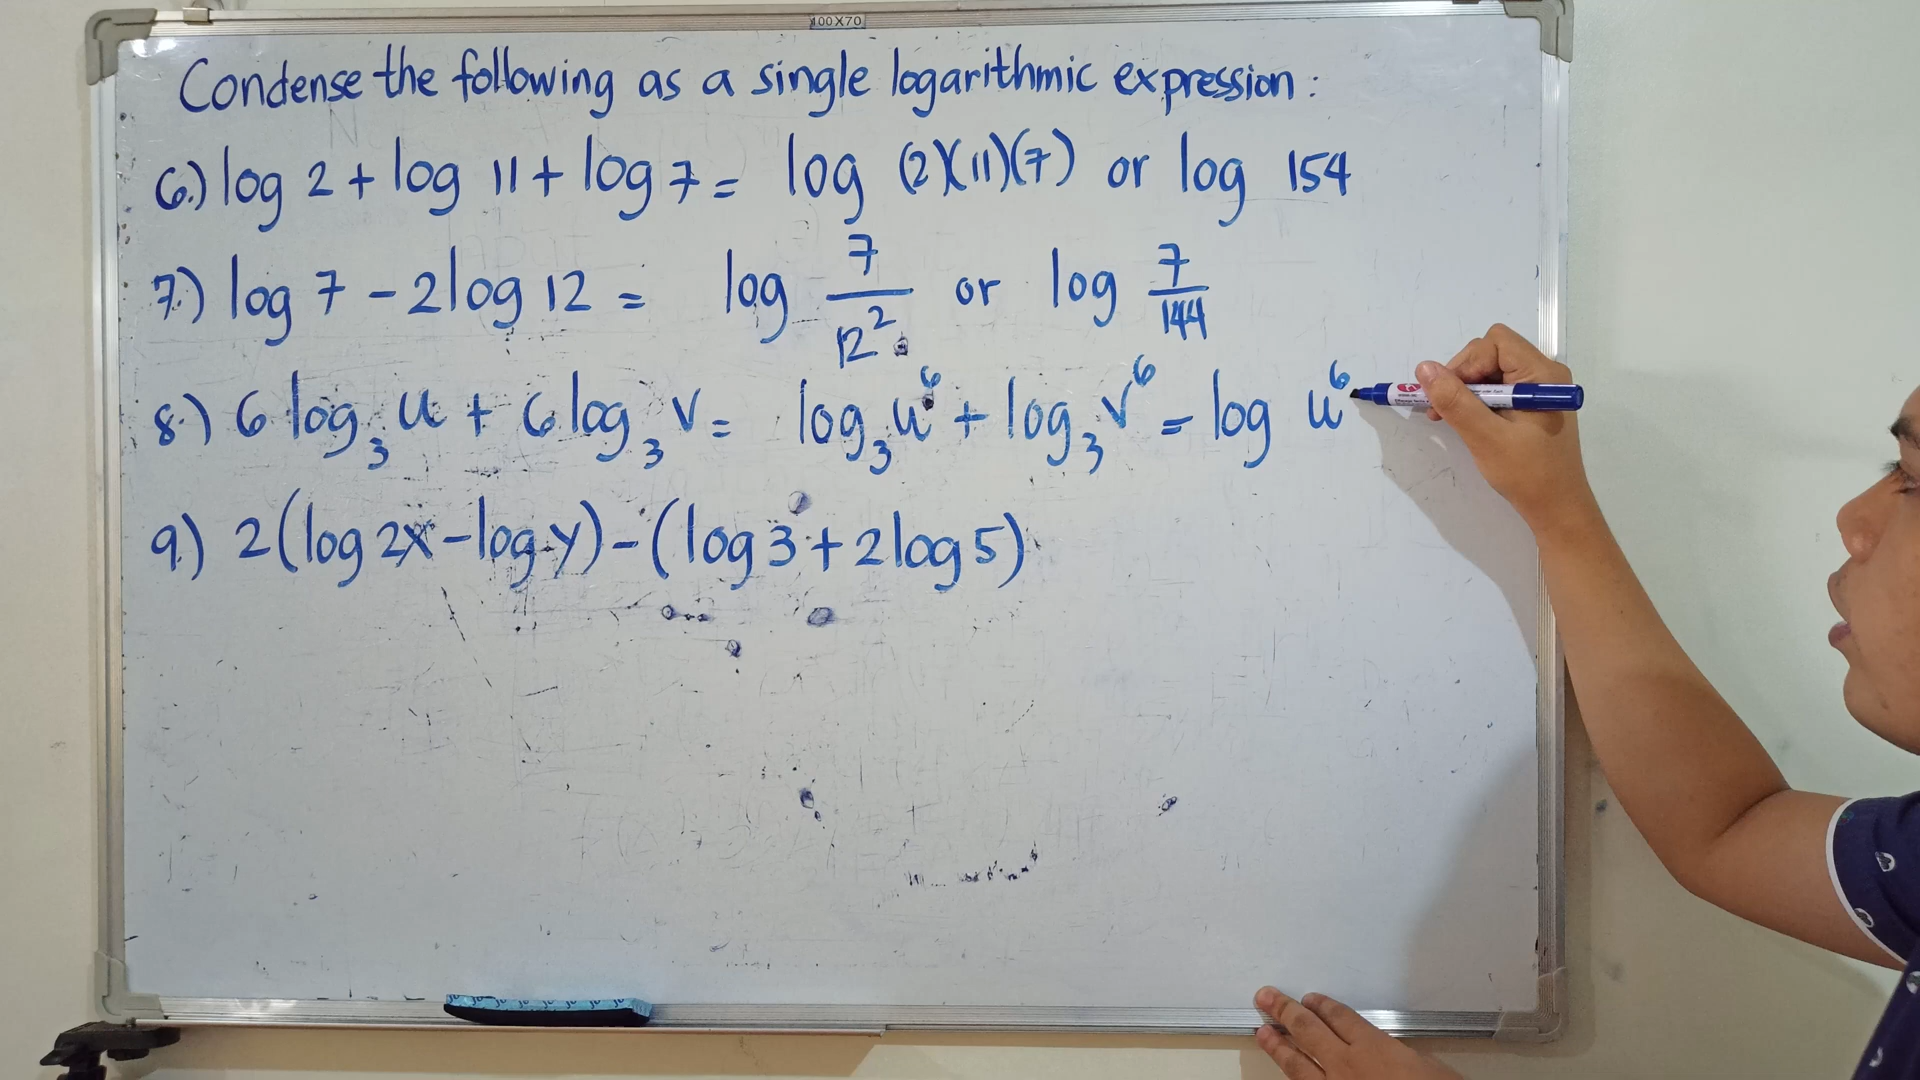 100X70
Condense the following as a single logarithmic expression:
6.) log 2 + log 11 + log 7 = log (2)(11)(7) or log 154
7.) log 7 - 2 log 12 = log 7/12² or log 7/144
8.) 6 log₃ u + 6 log₃ v = log₃ u⁶ + log₃ v⁶ = log u⁶
9.) 2(log 2x - log y) - (log 3 + 2 log 5)